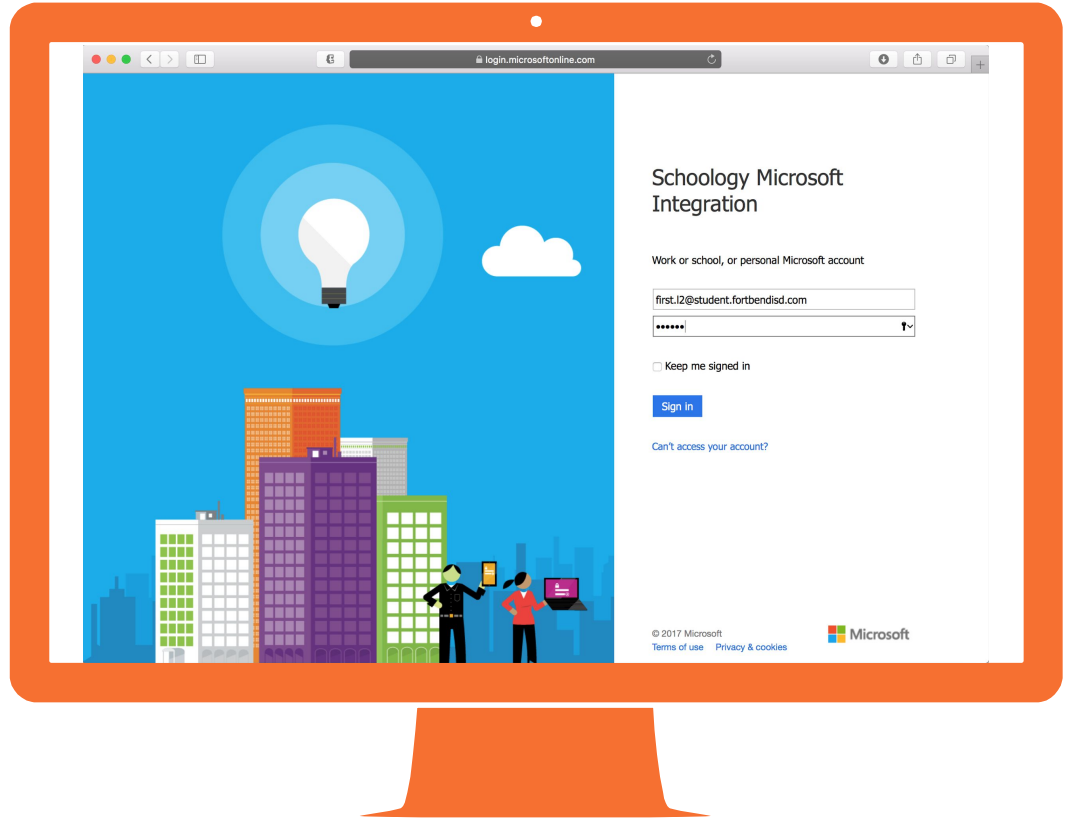 login.microsoftonline.com
Schoology Microsoft
Integration
Work or school, or personal Microsoft account
first.l2@student.fortbendisd.com
••••••
Keep me signed in
Sign in
Can't access your account?
© 2017 Microsoft
Terms of use Privacy & cookies
Microsoft